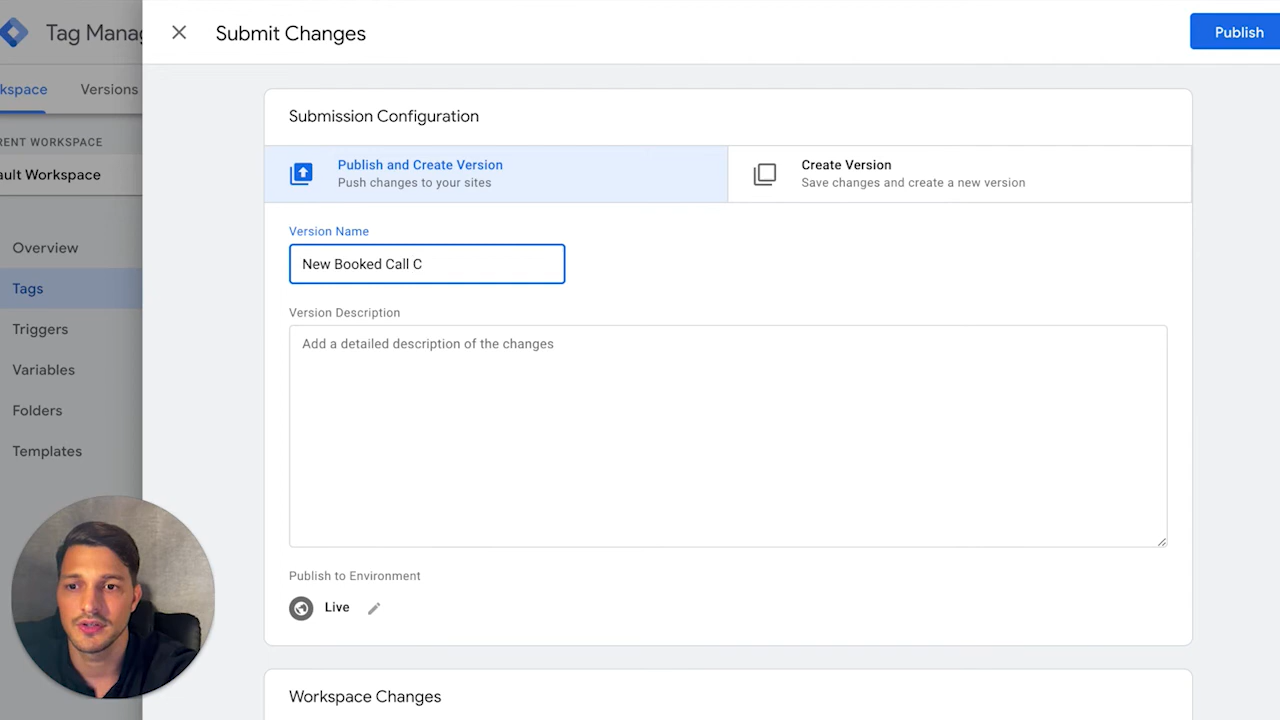 Tag Mana
Submit Changes
Publish
kspace
Versions
RENT WORKSPACE
ault Workspace
Overview
Tags
Triggers
Variables
Folders
Templates
Submission Configuration
Publish and Create Version
Push changes to your sites
Create Version
Save changes and create a new version
Version Name
New Booked Call C
Version Description
Add a detailed description of the changes
Publish to Environment
Live
Workspace Changes